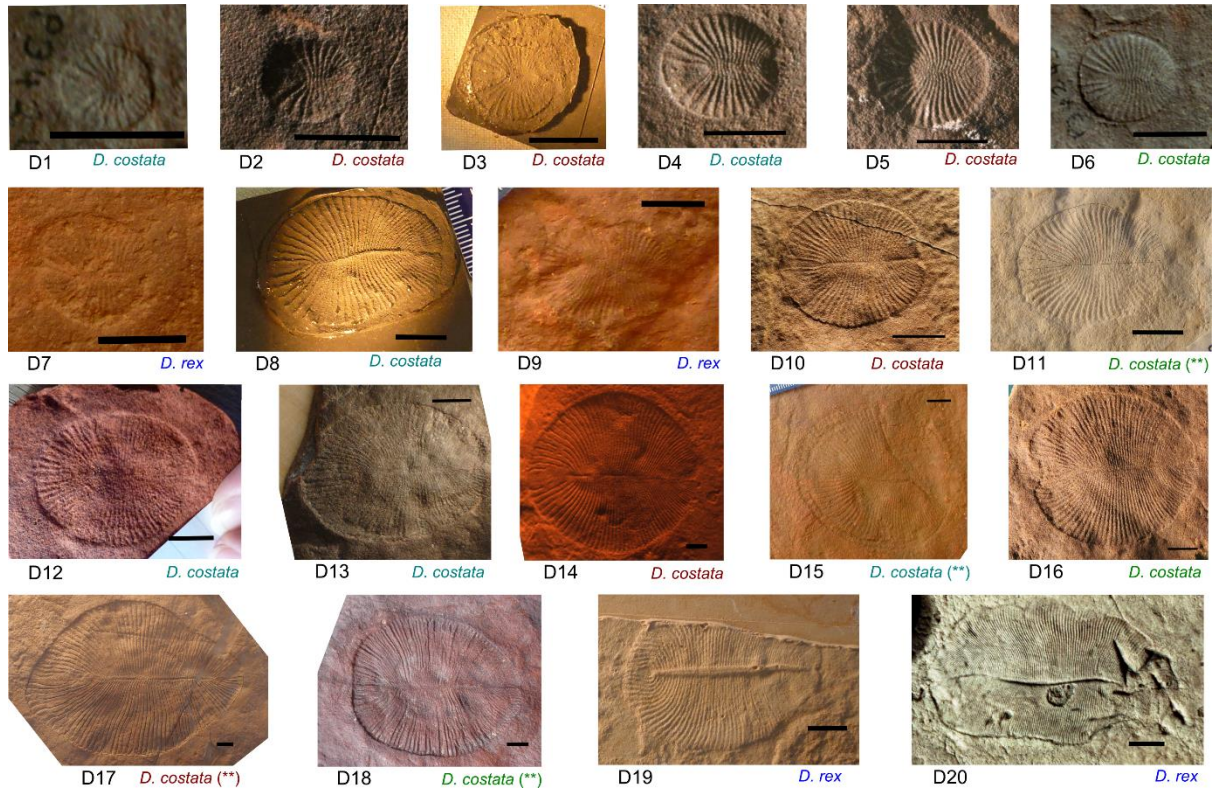 D1 D. costata
D2 D. costata
D3 D. costata
D4 D. costata
D5 D. costata
D6 D. costata
D7 D. rex
D8 D. costata
D9 D. rex
D10 D. costata
D11 D. costata (**)
D12 D. costata
D13 D. costata
D14 D. costata
D15 D. costata (**)
D16 D. costata
D17 D. costata (**)
D18 D. costata (**)
D19 D. rex
D20 D. rex